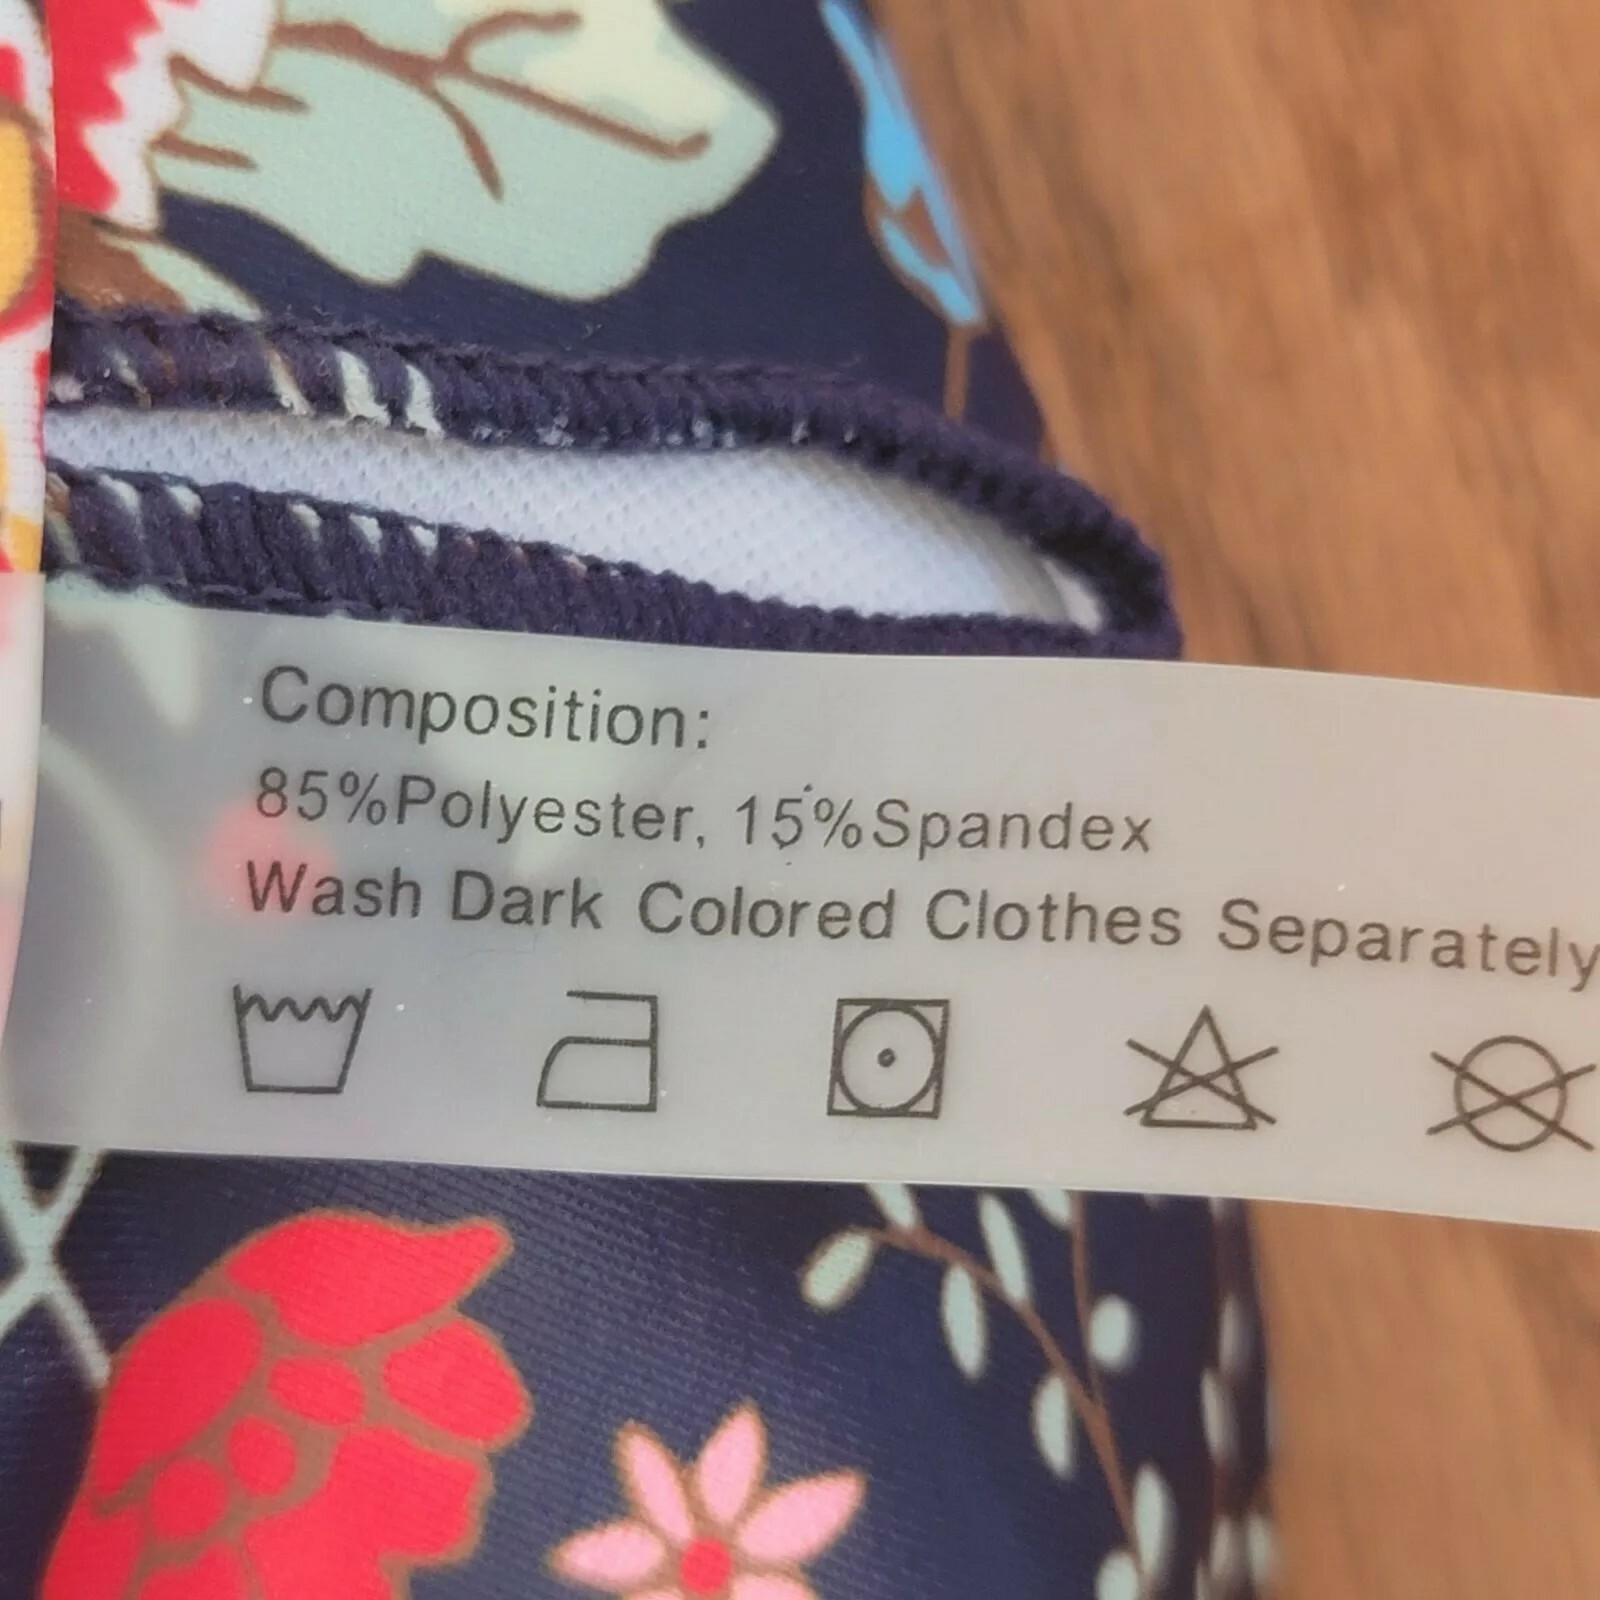 Composition:
85%Polyester, 15%Spandex
Wash Dark Colored Clothes Separately